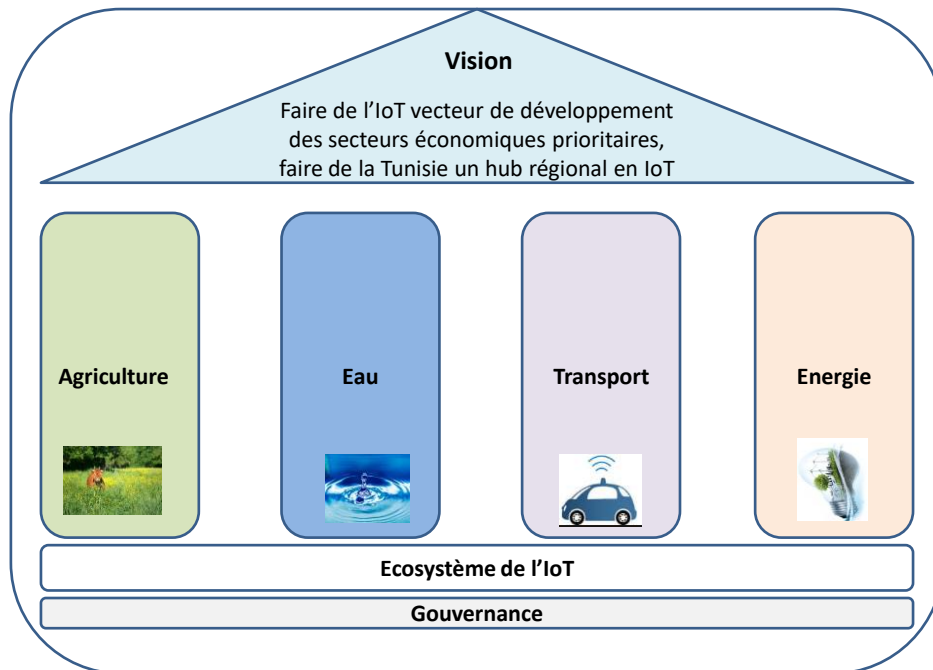 Vision
Faire de l’IoT vecteur de développement
des secteurs économiques prioritaires,
faire de la Tunisie un hub régional en IoT
Agriculture
Eau
Transport
Energie
Ecosystème de l’IoT
Gouvernance